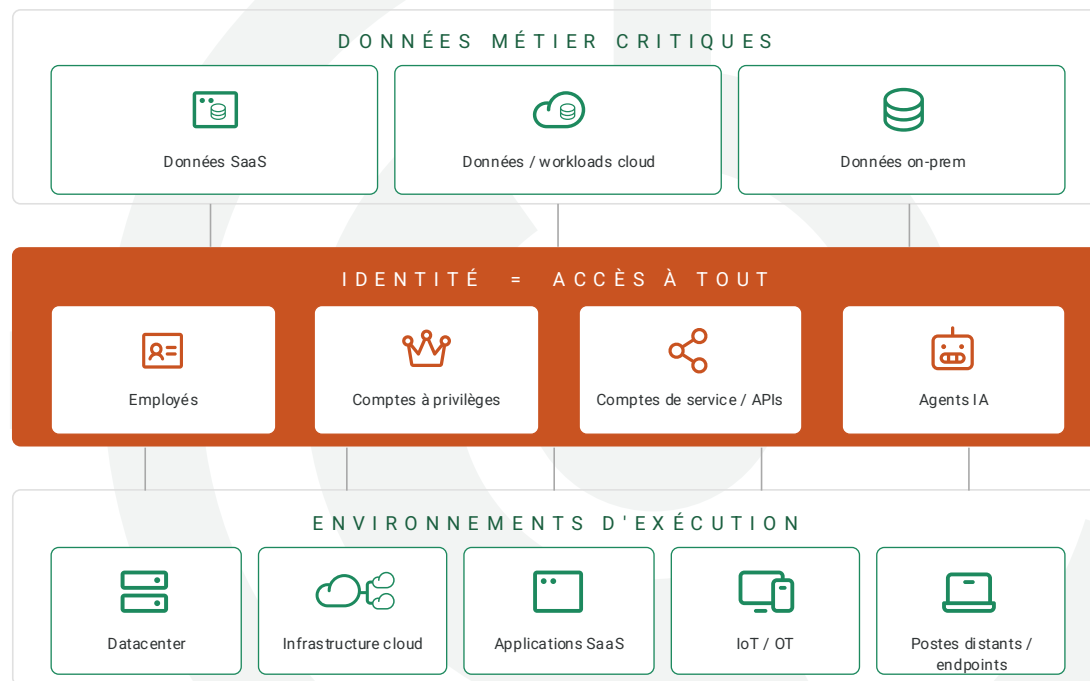 DONNÉES MÉTIER CRITIQUES
Données SaaS
Données / workloads cloud
Données on-prem
IDENTITÉ = ACCÈS À TOUT
Employés
Comptes à privilèges
Comptes de service / APIs
Agents IA
ENVIRONNEMENTS D'EXÉCUTION
Datacenter
Infrastructure cloud
Applications SaaS
IoT / OT
Postes distants /
endpoints